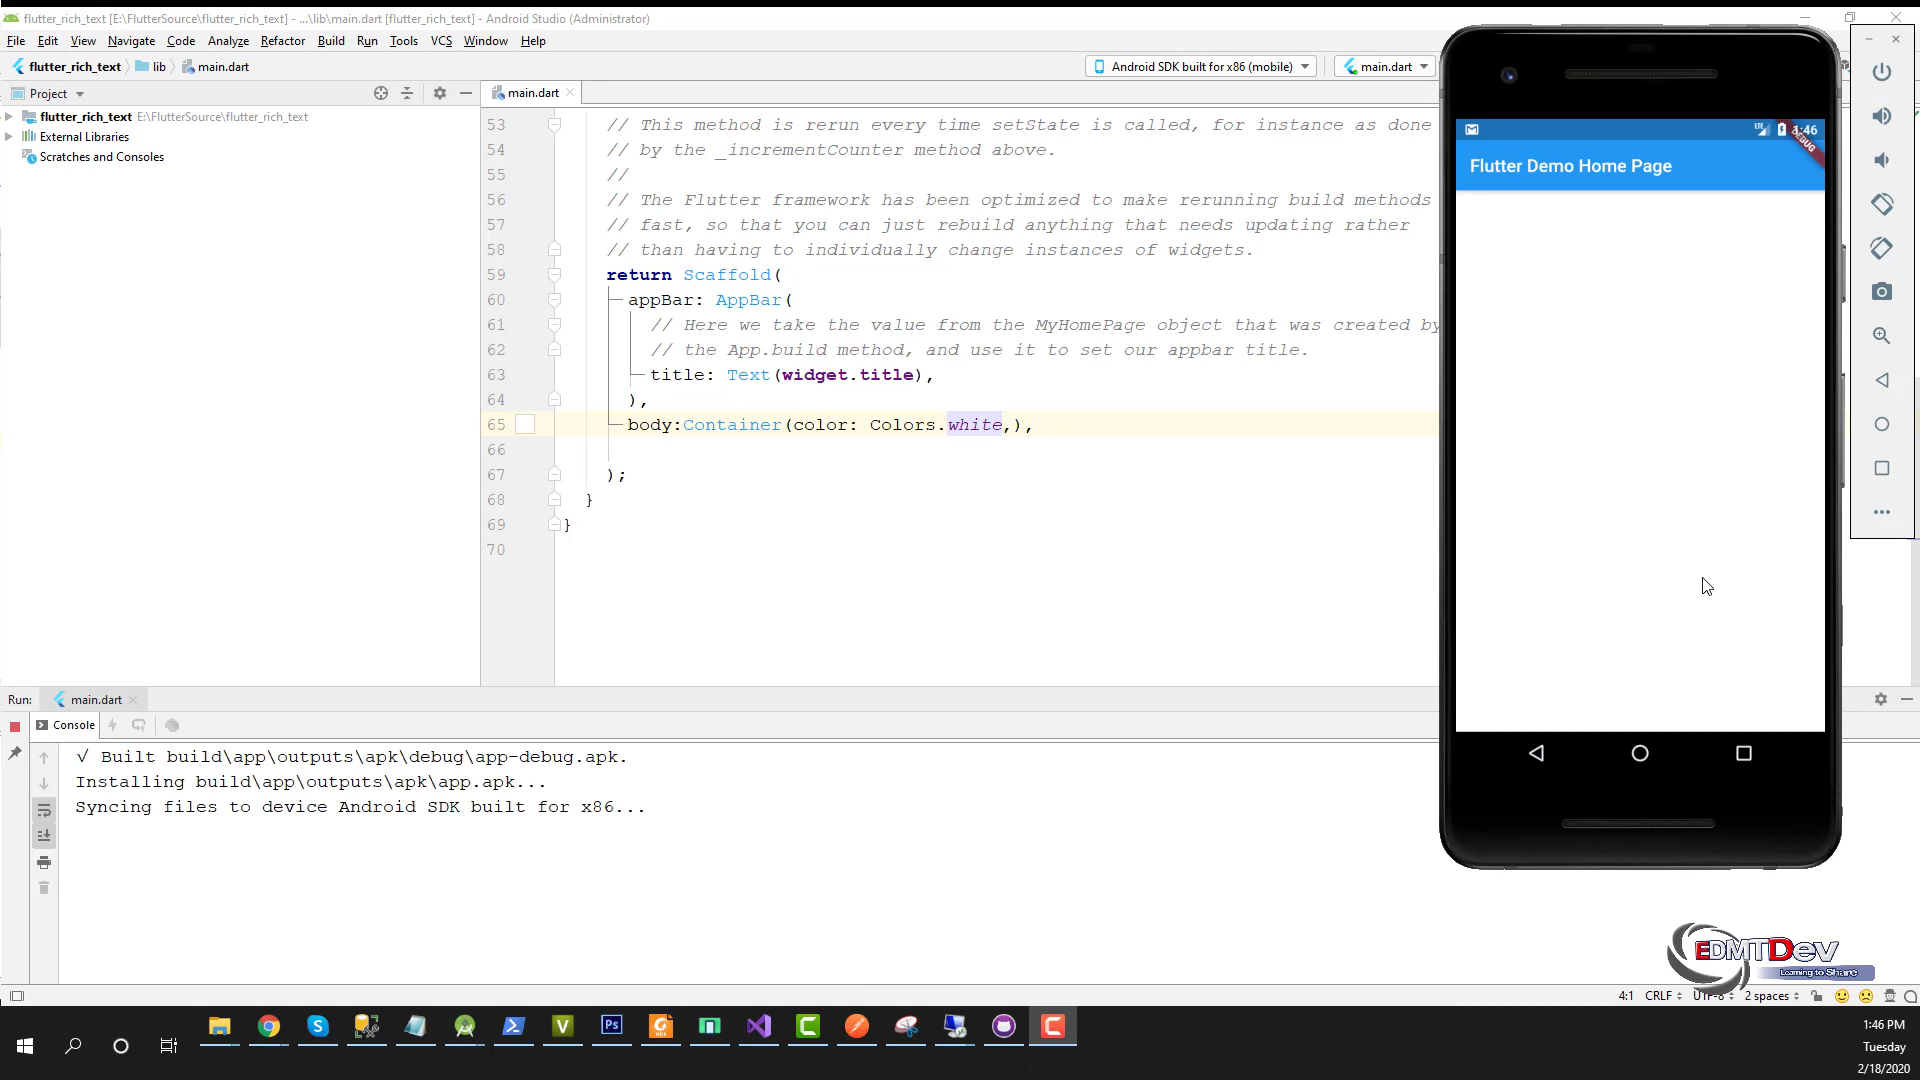 flutter_rich_text [E:\FlutterSource\flutter_rich_text] - ...\lib\main.dart [flutter_rich_text] - Android Studio (Administrator)
File Edit View Navigate Code Analyze Refactor Build Run Tools VCS Window Help
flutter_rich_text lib main.dart
Android SDK built for x86 (mobile) main.dart
Project
main.dart
flutter_rich_text E:\FlutterSource\flutter_rich_text
External Libraries
Scratches and Consoles
53 // This method is rerun every time setState is called, for instance as done
54 // by the _incrementCounter method above.
55 //
56 // The Flutter framework has been optimized to make rerunning build methods
57 // fast, so that you can just rebuild anything that needs updating rather
58 // than having to individually change instances of widgets.
59 return Scaffold(
60 appBar: AppBar(
61 // Here we take the value from the MyHomePage object that was created by
62 // the App.build method, and use it to set our appbar title.
63 title: Text(widget.title),
64 ),
65 body:Container(color: Colors.white,),
66
67 );
68 }
69 }
70
LTE 1:46
DEBUG
Flutter Demo Home Page
Run: main.dart
Console
√ Built build\app\outputs\apk\debug\app-debug.apk.
Installing build\app\outputs\apk\app.apk...
Syncing files to device Android SDK built for x86...
EDMTDev
Learning to Share
4:1 CRLF UTF-8 2 spaces
1:46 PM
Tuesday
2/18/2020